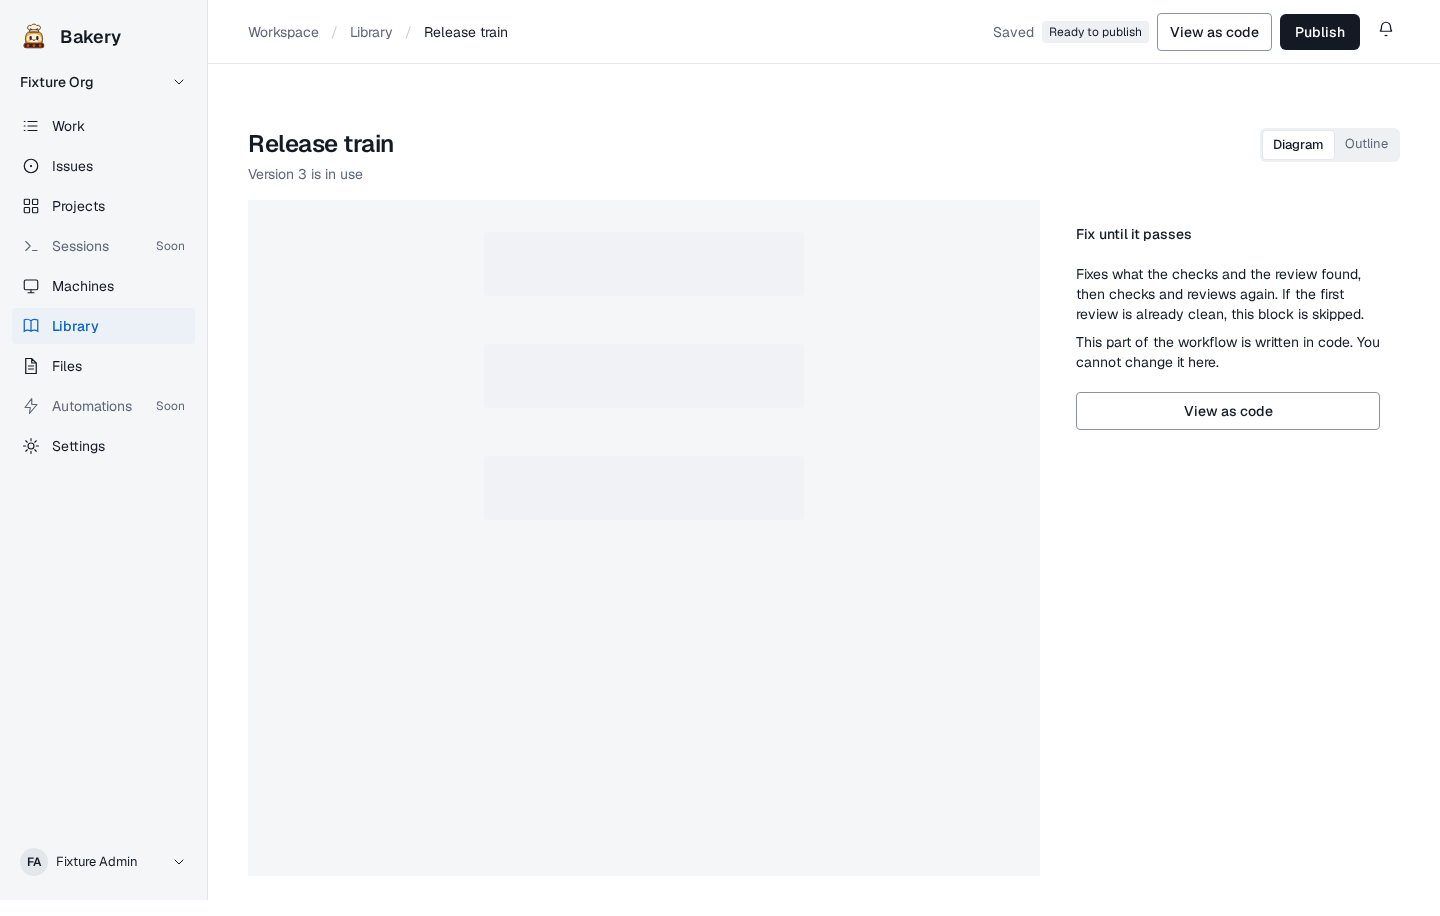 Bakery
Fixture Org
Work
Issues
Projects
Sessions Soon
Machines
Library
Files
Automations Soon
Settings
FA Fixture Admin
Workspace / Library / Release train
Saved Ready to publish View as code Publish
Release train
Version 3 is in use
Diagram Outline
Fix until it passes
Fixes what the checks and the review found,
then checks and reviews again. If the first
review is already clean, this block is skipped.
This part of the workflow is written in code. You
cannot change it here.
View as code